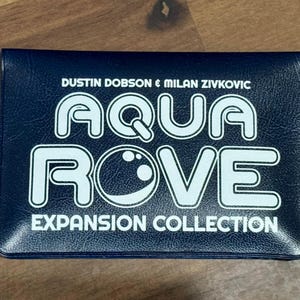 DUSTIN DOBSON & MILAN ZIVKOVIC
AQUA
ROVE
EXPANSION COLLECTION